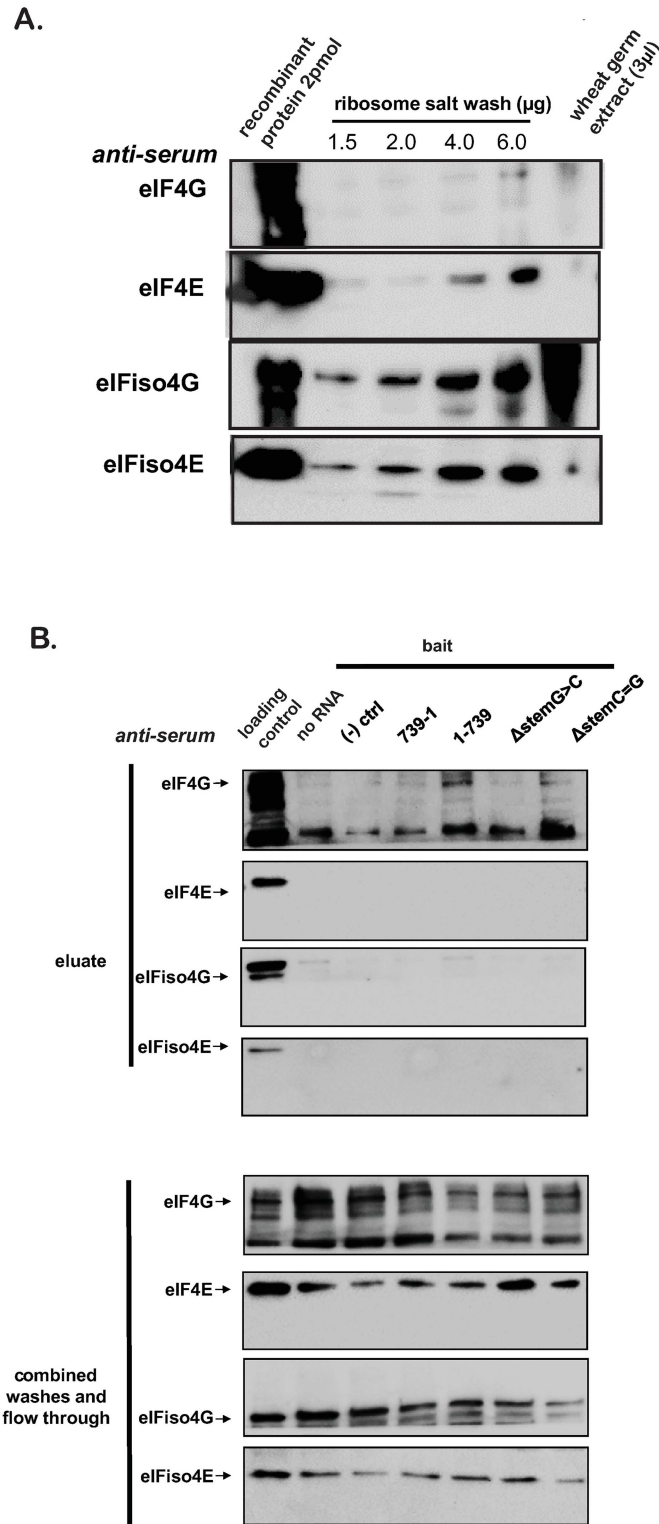 A.
recombinant
protein 2pmol
ribosome salt wash (µg)
wheat germ
extract (3µl)
anti-serum
1.5 2.0 4.0 6.0
eIF4G
eIF4E
eIFiso4G
eIFiso4E
B.
bait
anti-serum
loading
control
no RNA
(-) ctrl
739-1
1-739
ΔstemG>C
ΔstemC=G
eIF4G→
eIF4E→
eluate
eIFiso4G→
eIFiso4E→
eIF4G→
eIF4E→
combined
washes and
flow through
eIFiso4G→
eIFiso4E→